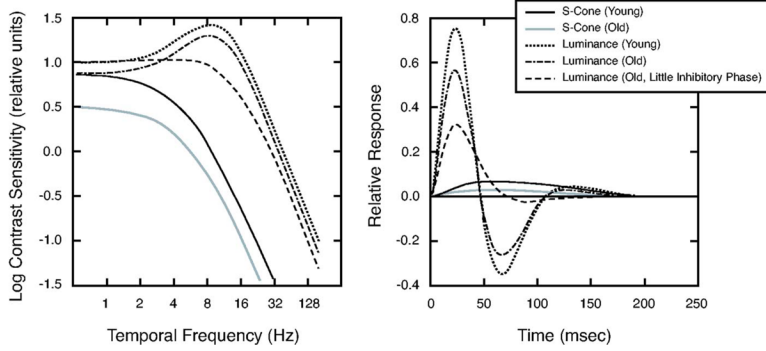 Log Contrast Sensitivity (relative units)
1.5
1.0
0.5
0.0
-0.5
-1.0
-1.5
1 2 4 8 16 32 128
Temporal Frequency (Hz)
Relative Response
0.8
0.6
0.4
0.2
0.0
-0.2
-0.4
0 50 100 150 200 250
Time (msec)
S-Cone (Young)
S-Cone (Old)
Luminance (Young)
Luminance (Old)
Luminance (Old, Little Inhibitory Phase)